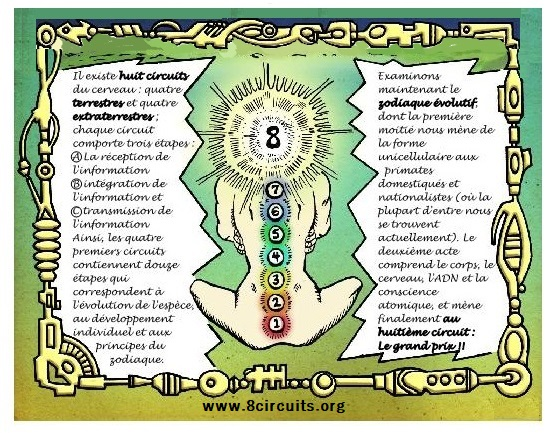 Il existe huit circuits
du cerveau : quatre
terrestres et quatre
extraterrestres ;
chaque circuit
comporte trois étapes :
Ⓐ La réception de
l'information
Ⓑ intégration de
l'information et
Ⓒ transmission de
l'information
Ainsi, les quatre
premiers circuits
contiennent douze
étapes qui
correspondent à
l'évolution de l'espèce,
au développement
individuel et aux
principes du
zodiaque.
8
7
6
5
4
3
2
1
Examinons
maintenant le
zodiaque évolutif,
dont la première
moitié nous mène de
la forme
unicellulaire aux
primates
domestiqués et
nationalistes (où la
plupart d'entre nous
se trouvent
actuellement). Le
deuxième acte
comprend le corps, le
cerveau, l'ADN et la
conscience
atomique, et mène
finalement au
huitième circuit :
Le grand prix !!
www.8circuits.org